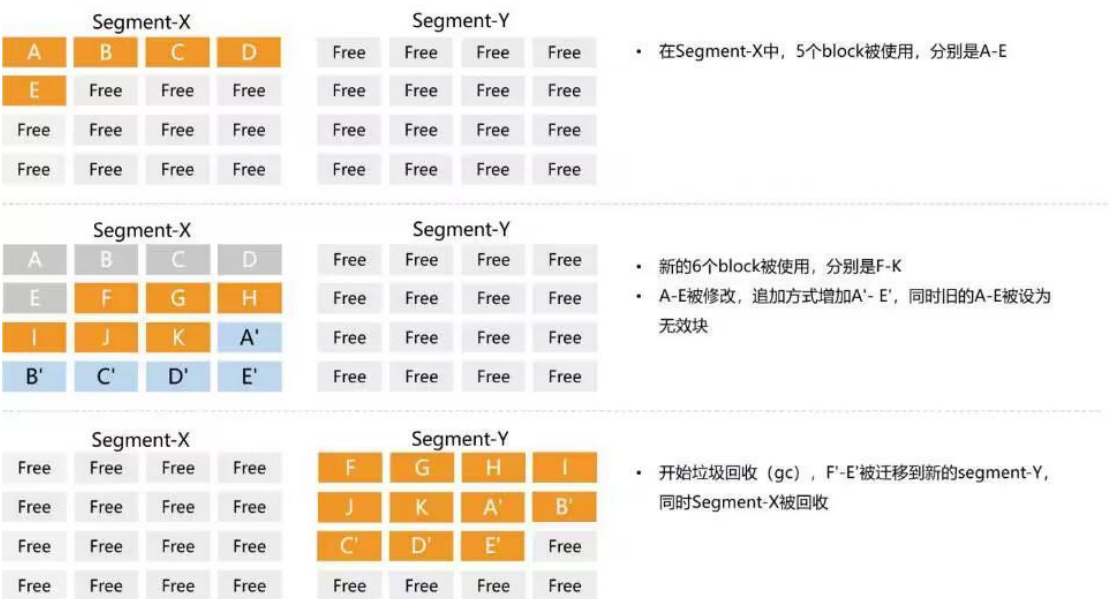 Segment-X Segment-Y
A B C D Free Free Free Free
E Free Free Free Free Free Free Free
Free Free Free Free Free Free Free Free
Free Free Free Free Free Free Free Free
• 在Segment-X中，5个block被使用，分别是A-E
Segment-X Segment-Y
A B C D Free Free Free Free
E F G H Free Free Free Free
I J K A' Free Free Free Free
B' C' D' E' Free Free Free Free
• 新的6个block被使用，分别是F-K
• A-E被修改，追加方式增加A'- E'，同时旧的A-E被设为
无效块
Segment-X Segment-Y
Free Free Free Free F G H I
Free Free Free Free J K A' B'
Free Free Free Free C' D' E' Free
Free Free Free Free Free Free Free Free
• 开始垃圾回收（gc），F'-E'被迁移到新的segment-Y，
同时Segment-X被回收